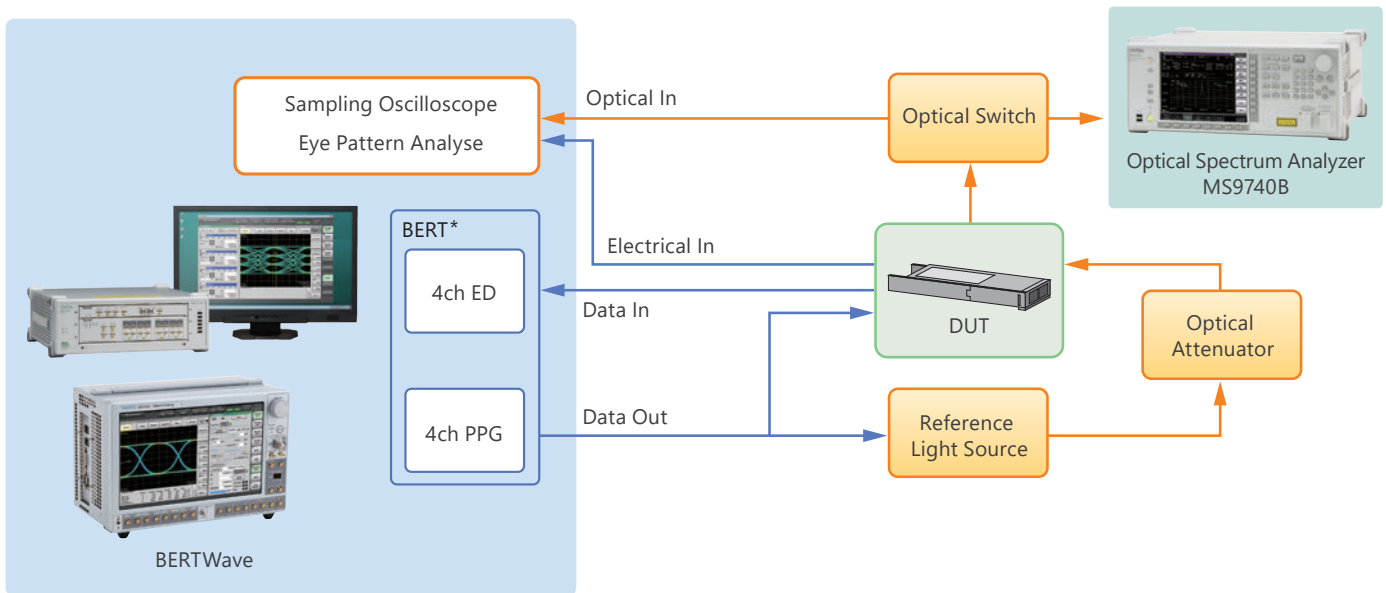 Sampling Oscilloscope
Eye Pattern Analyse
Optical In
Optical Switch
Optical Spectrum Analyzer
MS9740B
BERT*
4ch ED
Electrical In
Data In
DUT
Optical
Attenuator
4ch PPG
Data Out
Reference
Light Source
BERTWave